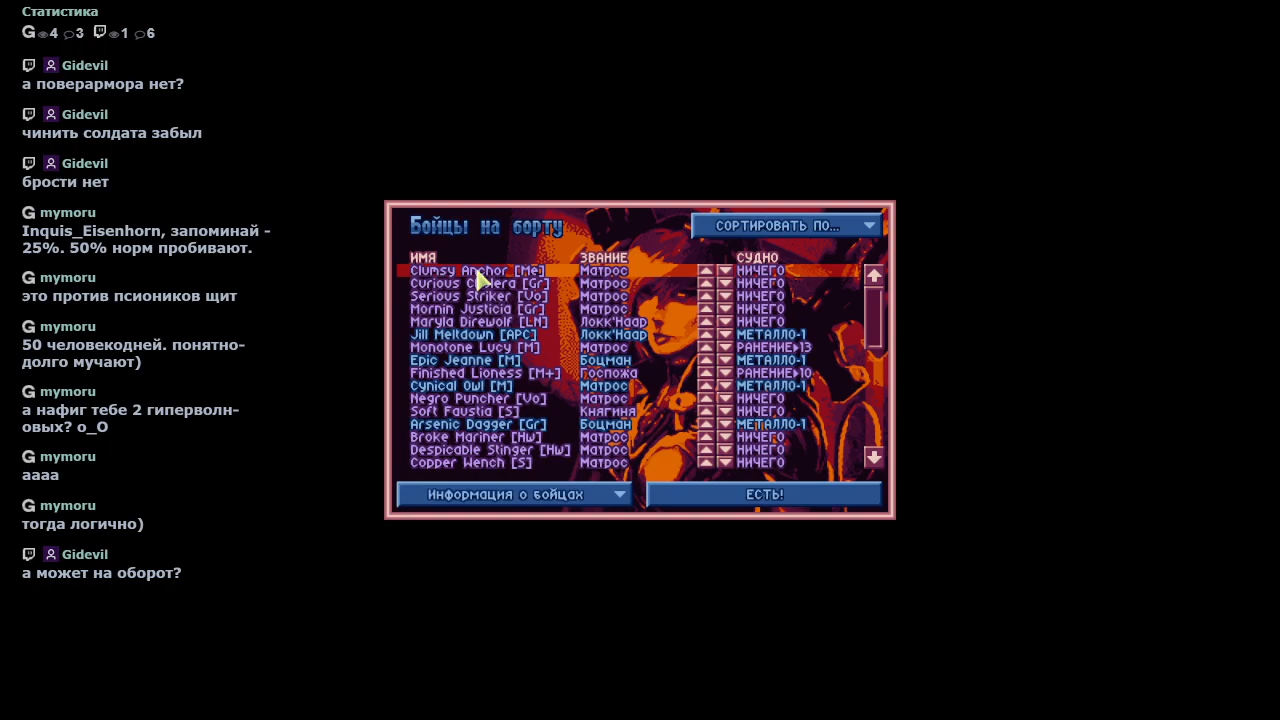 Статистика
4 3 1 6
Gidevil
а поверармора нет?
Gidevil
чинить солдата забыл
Gidevil
брости нет
mymoru
Inquis_Eisenhorn, запоминай -
25%. 50% норм пробивают.
mymoru
это против псиоников щит
mymoru
50 человекодней. понятно-
долго мучают)
mymoru
а нафиг тебе 2 гиперволн-
овых? о_О
mymoru
аааа
mymoru
тогда логично)
Gidevil
а может на оборот?
Бойцы на борту
СОРТИРОВАТЬ ПО...
ИМЯ ЗВАНИЕ СУДНО
Clumsy Anchor [Me] Матрос НИЧЕГО
Curious Chimera [Gr] Матрос НИЧЕГО
Serious Striker [Vo] Матрос НИЧЕГО
Mornin Justicia [Gr] Матрос НИЧЕГО
Maryla Direwolf [LN] Локк'Наар НИЧЕГО
Jill Meltdown [APC] Локк'Наар МЕТАЛЛО-1
Monotone Lucy [M] Матрос РАНЕНИЕ▸13
Epic Jeanne [M] Боцман МЕТАЛЛО-1
Finished Lioness [M+] Госпожа РАНЕНИЕ▸10
Cynical Owl [M] Матрос МЕТАЛЛО-1
Negro Puncher [Vo] Матрос НИЧЕГО
Soft Faustia [S] Княгиня НИЧЕГО
Arsenic Dagger [Gr] Боцман МЕТАЛЛО-1
Broke Mariner [Hw] Матрос НИЧЕГО
Despicable Stinger [Hw] Матрос НИЧЕГО
Copper Wench [S] Матрос НИЧЕГО
Информация о бойцах
ЕСТЬ!